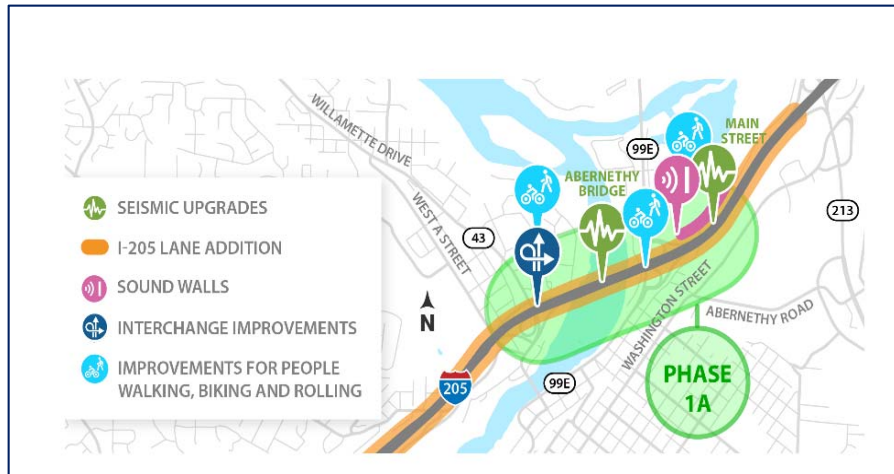 WILLAMETTE DRIVE
WEST A STREET
43
ABERNETHY
BRIDGE
99E
MAIN
STREET
213
SEISMIC UPGRADES
I-205 LANE ADDITION
SOUND WALLS
INTERCHANGE IMPROVEMENTS
IMPROVEMENTS FOR PEOPLE
WALKING, BIKING AND ROLLING
N
205
99E
WASHINGTON STREET
ABERNETHY ROAD
PHASE
1A